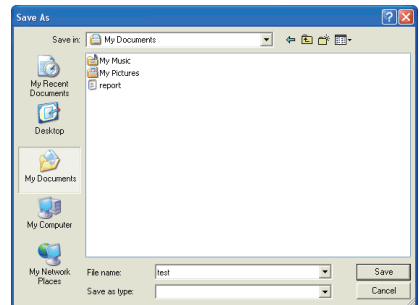 Save As
Save in: My Documents
My Recent
Documents
Desktop
My Documents
My Computer
My Network
Places
My Music
My Pictures
report
File name: test Save
Save as type: Cancel